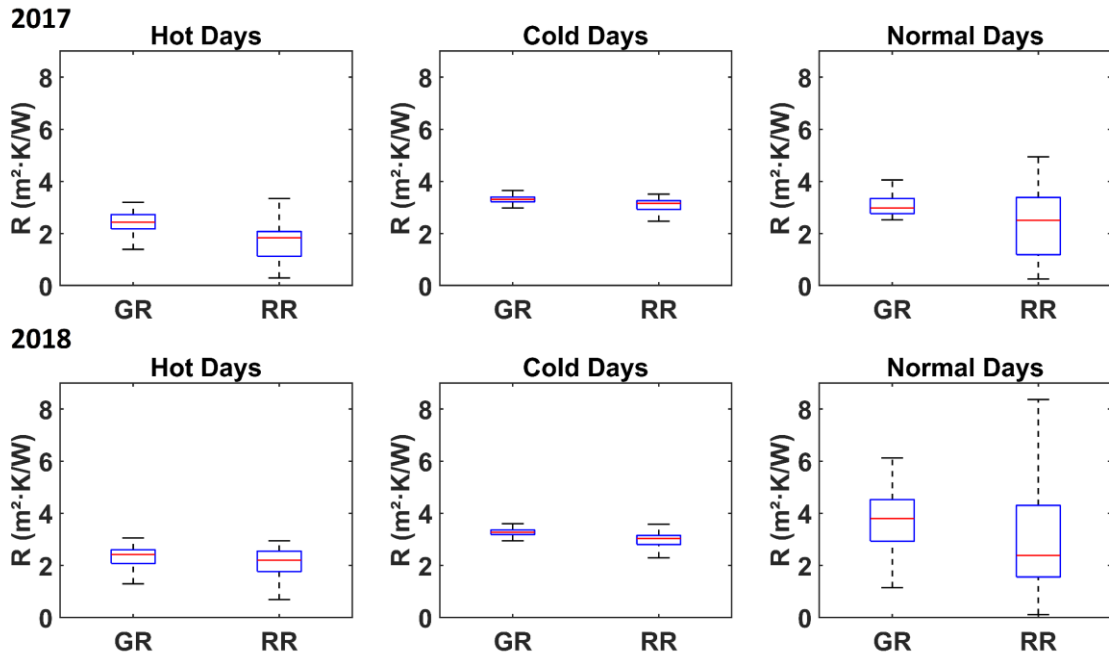 2017
Hot Days
R (m²·K/W)
8
6
4
2
0
GR RR
Cold Days
R (m²·K/W)
8
6
4
2
0
GR RR
Normal Days
R (m²·K/W)
8
6
4
2
0
GR RR
2018
Hot Days
R (m²·K/W)
8
6
4
2
0
GR RR
Cold Days
R (m²·K/W)
8
6
4
2
0
GR RR
Normal Days
R (m²·K/W)
8
6
4
2
0
GR RR